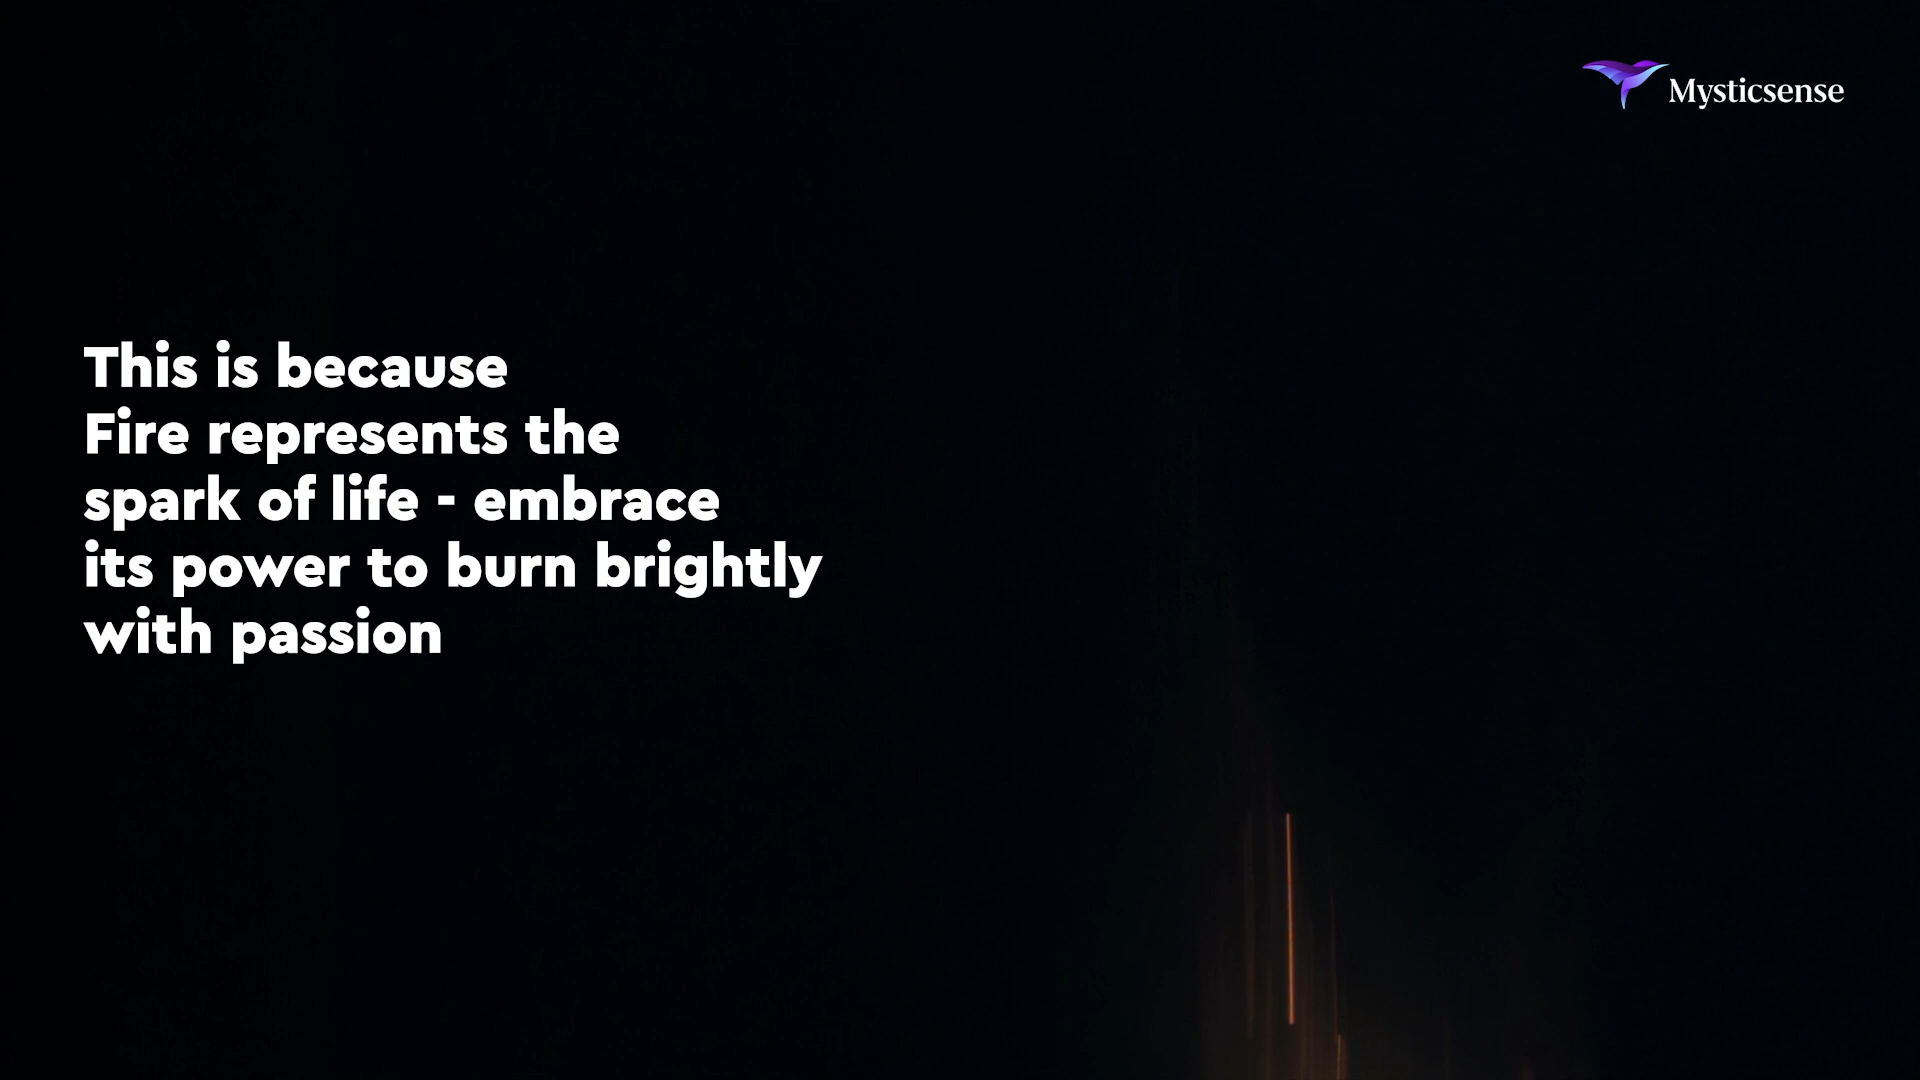 Mysticsense
This is because
Fire represents the
spark of life - embrace
its power to burn brightly
with passion